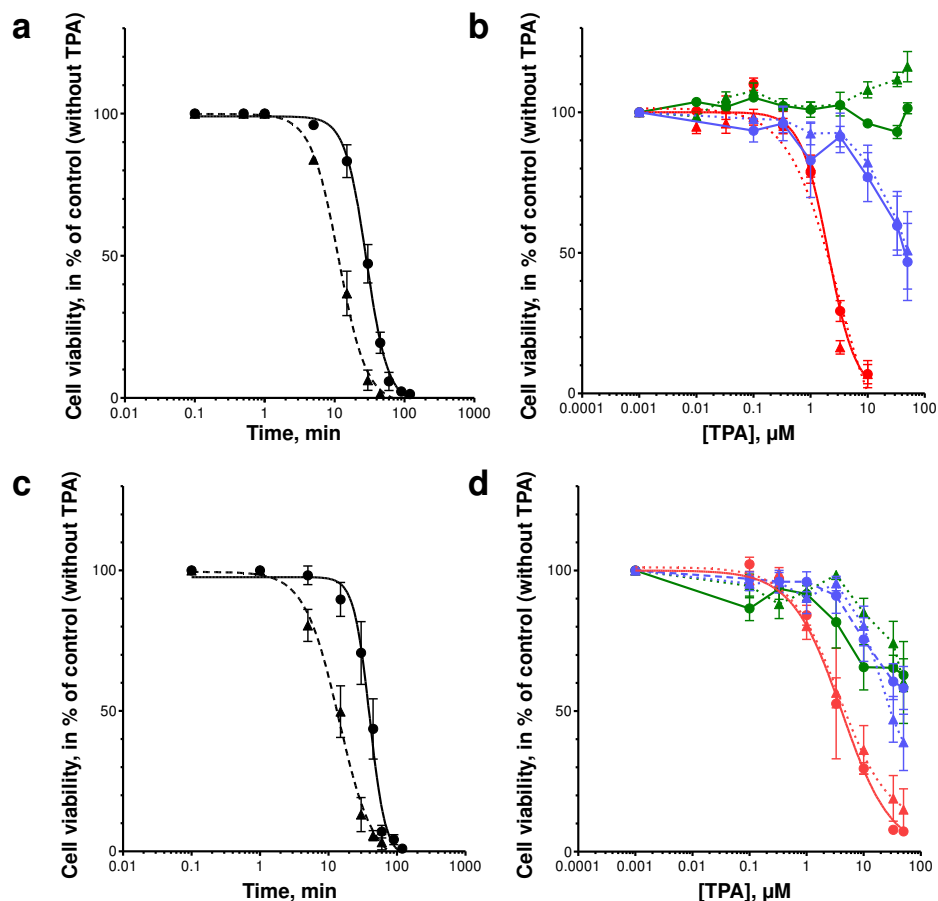 a
Cell viability, in % of control (without TPA)
100
50
0
0.01 0.1 1 10 100 1000
Time, min
b
Cell viability, in % of control (without TPA)
100
50
0
0.0001 0.001 0.01 0.1 1 10 100
[TPA], µM
c
Cell viability, in % of control (without TPA)
100
50
0
0.01 0.1 1 10 100 1000
Time, min
d
Cell viability, in % of control (without TPA)
100
50
0
0.0001 0.001 0.01 0.1 1 10 100
[TPA], µM